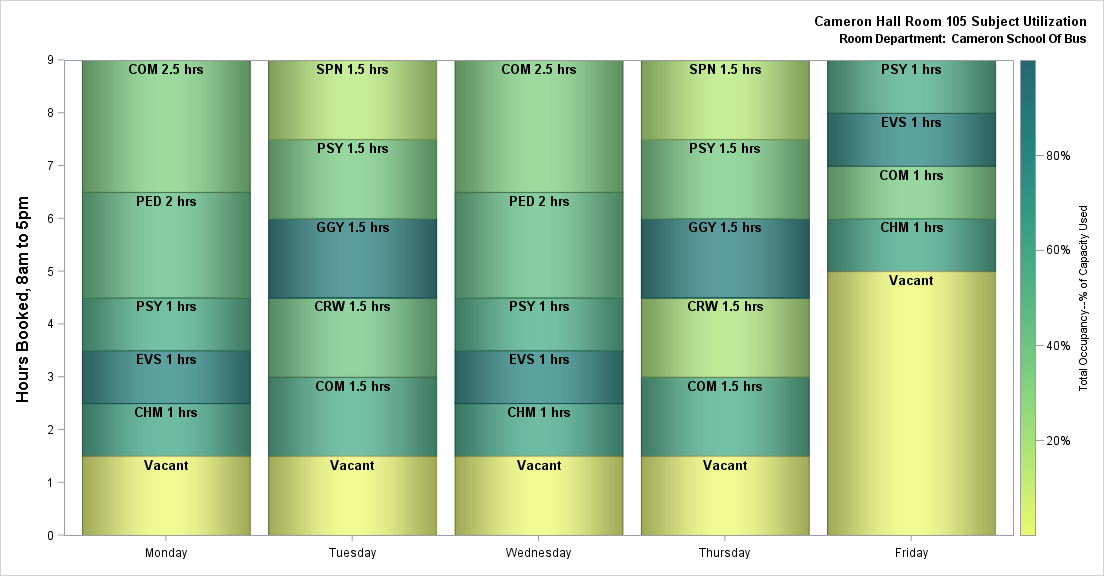 Cameron Hall Room 105 Subject Utilization
Room Department: Cameron School Of Bus
Hours Booked, 8am to 5pm
9
8
7
6
5
4
3
2
1
0
COM 2.5 hrs
PED 2 hrs
PSY 1 hrs
EVS 1 hrs
CHM 1 hrs
Vacant
SPN 1.5 hrs
PSY 1.5 hrs
GGY 1.5 hrs
CRW 1.5 hrs
COM 1.5 hrs
Vacant
COM 2.5 hrs
PED 2 hrs
PSY 1 hrs
EVS 1 hrs
CHM 1 hrs
Vacant
SPN 1.5 hrs
PSY 1.5 hrs
GGY 1.5 hrs
CRW 1.5 hrs
COM 1.5 hrs
Vacant
PSY 1 hrs
EVS 1 hrs
COM 1 hrs
CHM 1 hrs
Vacant
Monday
Tuesday
Wednesday
Thursday
Friday
80%
60%
40%
20%
Total Occupancy--% of Capacity Used